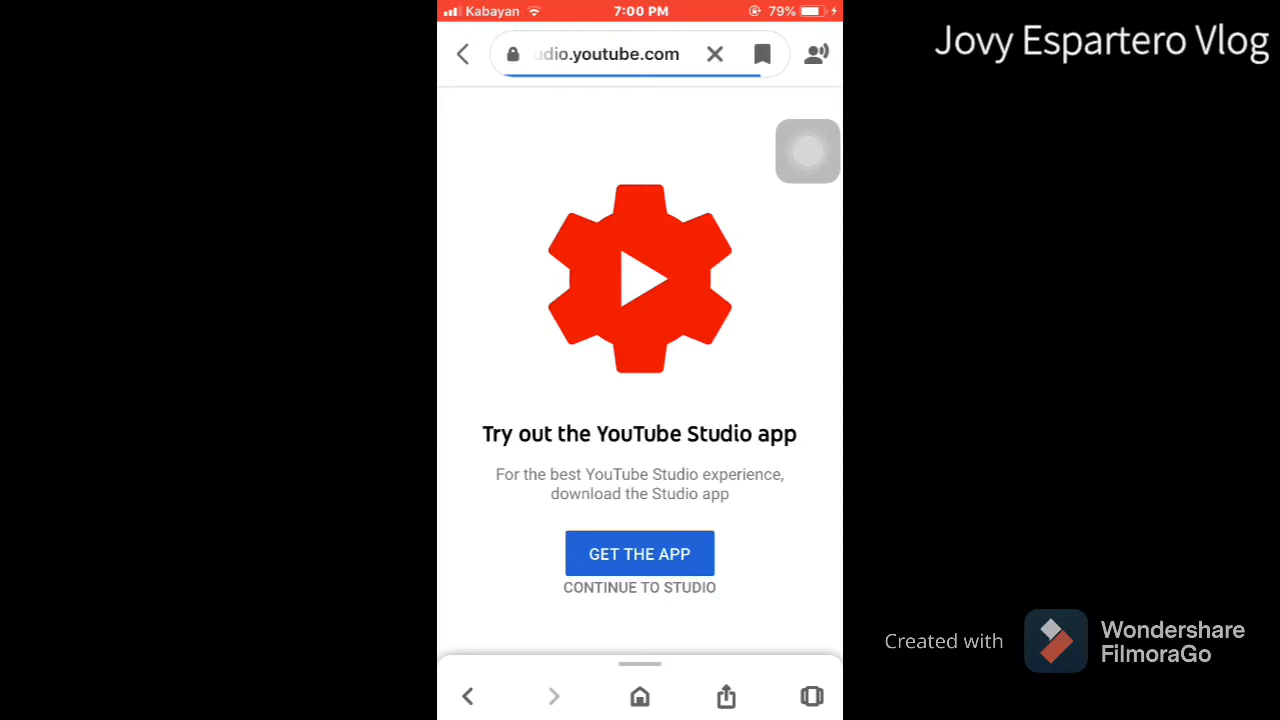 Kabayan 7:00 PM 79%
Jovy Espartero Vlog
udio.youtube.com
Try out the YouTube Studio app
For the best YouTube Studio experience,
download the Studio app
GET THE APP
CONTINUE TO STUDIO
Created with Wondershare
FilmoraGo